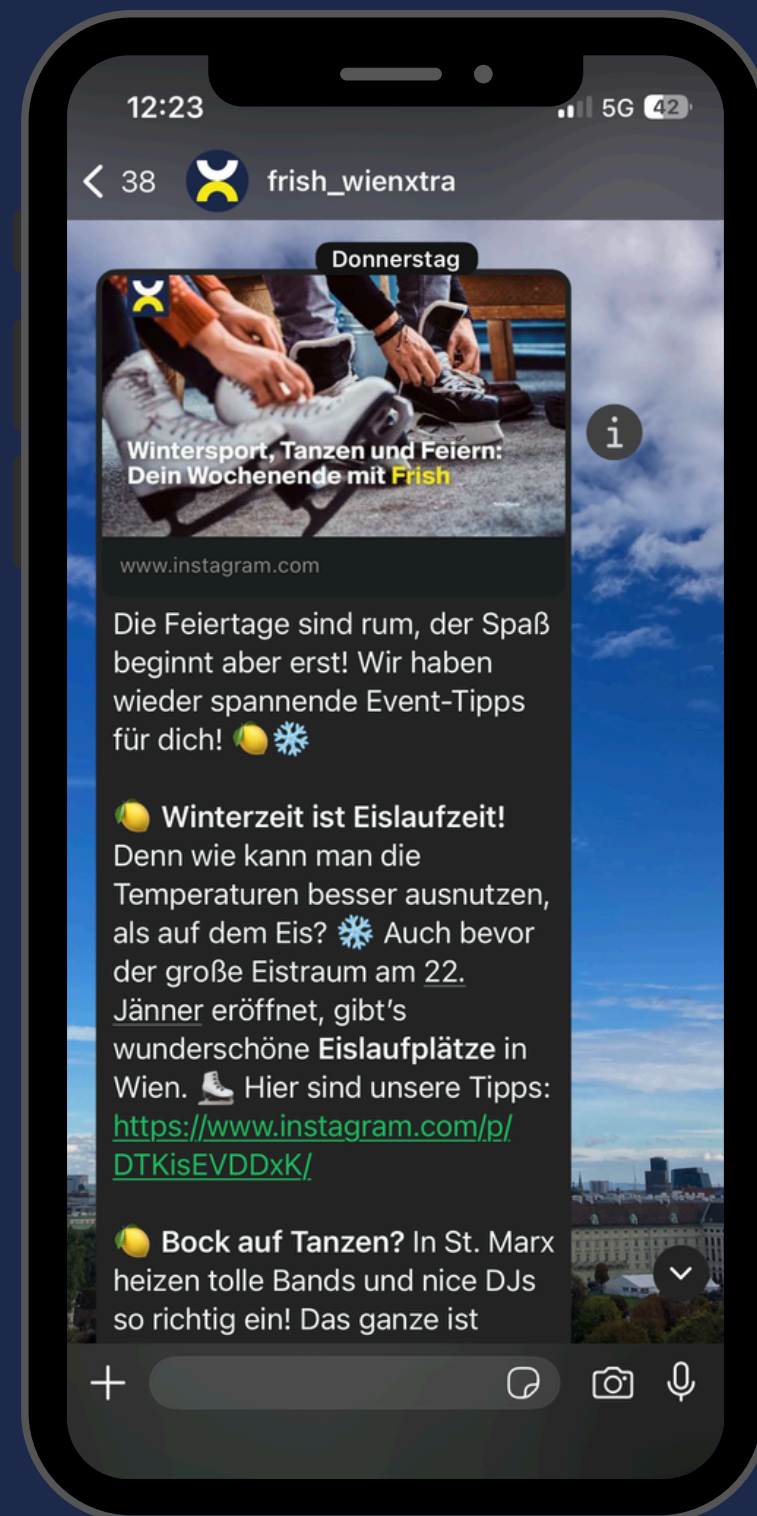 12:23
5G 42
38 frish_wienxtra
Donnerstag
Wintersport, Tanzen und Feiern:
Dein Wochenende mit Frish
www.instagram.com
Die Feiertage sind rum, der Spaß
beginnt aber erst! Wir haben
wieder spannende Event-Tipps
für dich! 🍋❄️
🍋 Winterzeit ist Eislaufzeit!
Denn wie kann man die
Temperaturen besser ausnutzen,
als auf dem Eis? ❄️ Auch bevor
der große Eistraum am 22.
Jänner eröffnet, gibt’s
wunderschöne Eislaufplätze in
Wien. ⛸️ Hier sind unsere Tipps:
https://www.instagram.com/p/
DTKisEVDDxK/
🍋 Bock auf Tanzen? In St. Marx
heizen tolle Bands und nice DJs
so richtig ein! Das ganze ist